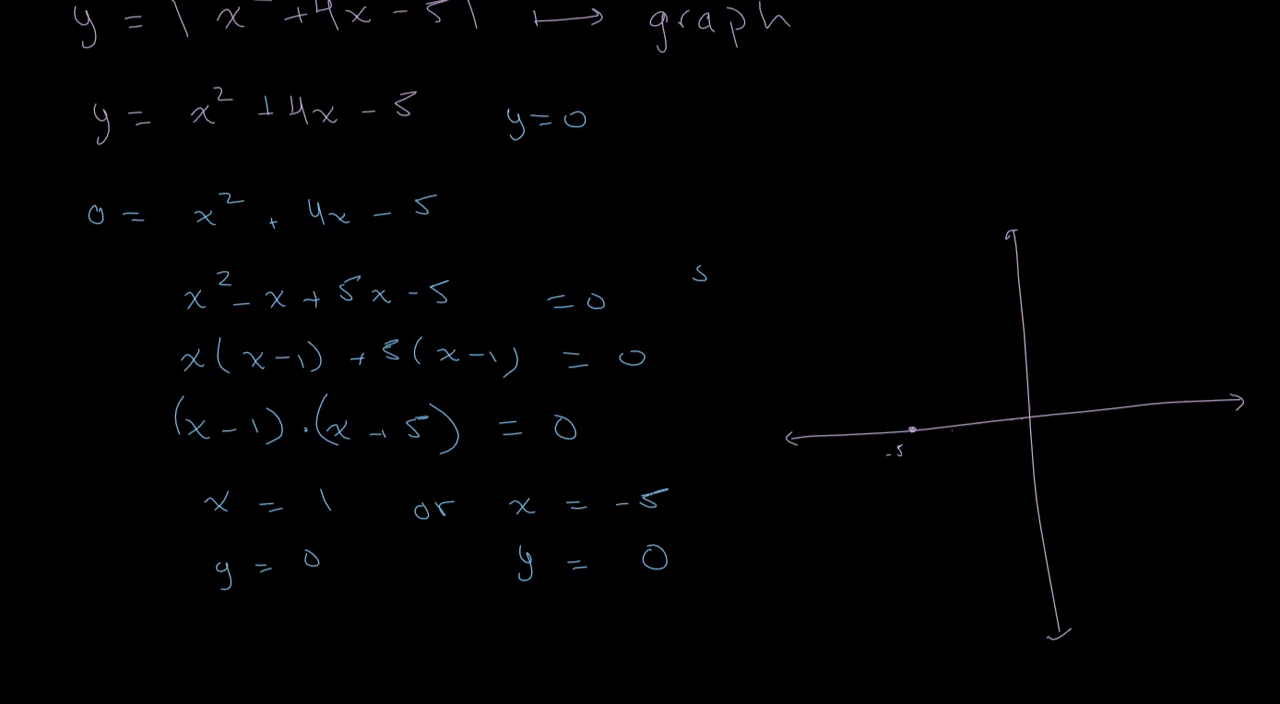 y = | x² + 4x - 5 | ↦ graph
y = x² + 4x - 5 y = 0
0 = x² + 4x - 5
x² - x + 5x - 5 = 0
s
x(x-1) + 5(x-1) = 0
(x-1)·(x+5) = 0
-5
x = 1 or x = -5
y = 0 y = 0